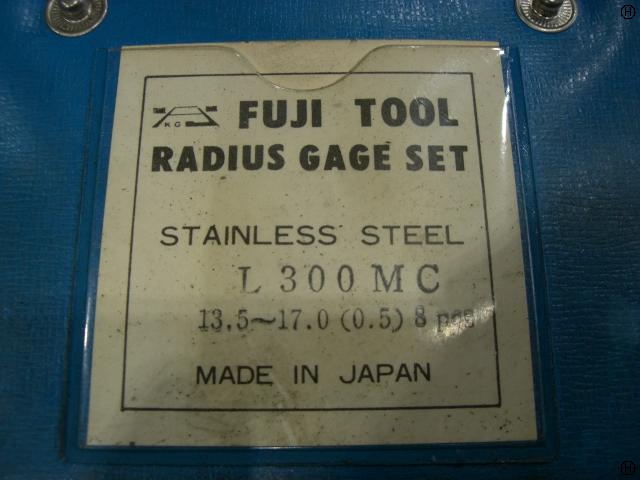 FUJI TOOL
KG
RADIUS GAGE SET
STAINLESS STEEL
L 300 MC
13.5~17.0 (0.5) 8 pcs
MADE IN JAPAN